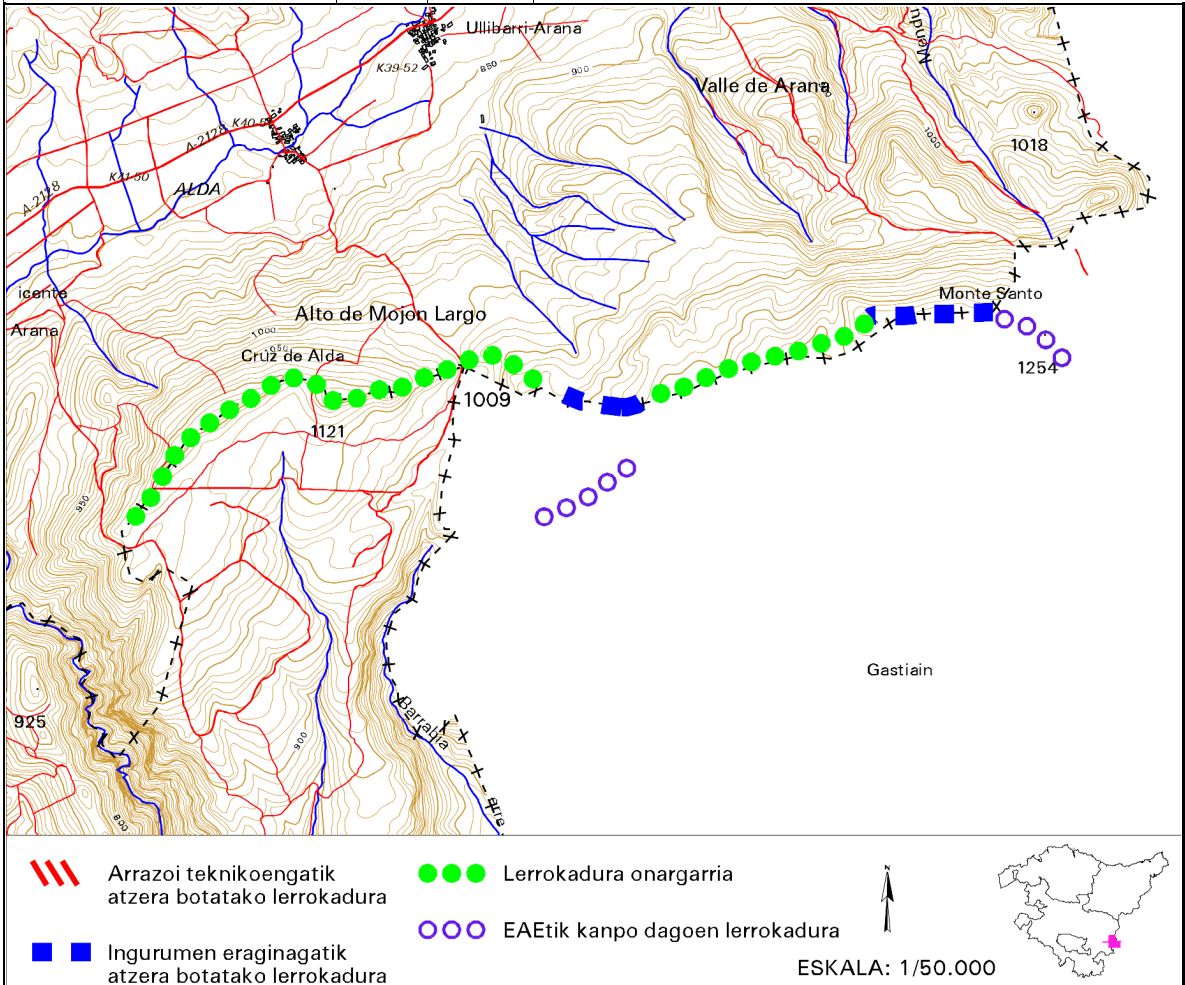 Ullibarri-Arana
K39-52
850
900
Mendu
Valle de Arana
K40-5
A-2128
1000
1018
K41-50
ALDA
A-2128
icente
Monte Santo
Alto de Mojon Largo
Arana
1000
1050
Cruz de Alda
1254
1009
1121
950
Gastiain
925
Barrabia
900
erre
800
Arrazoi teknikoengatik
atzera botatako lerrokadura
Lerrokadura onargarria
N
EAEtik kanpo dagoen lerrokadura
Ingurumen eraginagatik
atzera botatako lerrokadura
ESKALA: 1/50.000